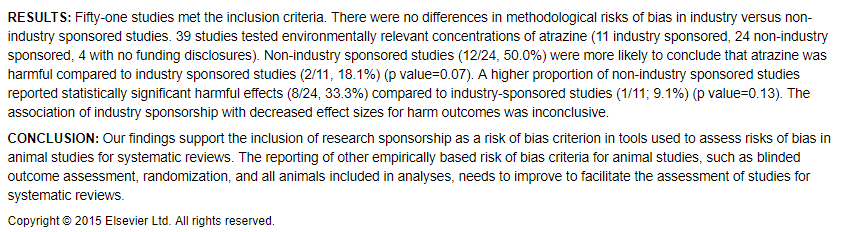 RESULTS: Fifty-one studies met the inclusion criteria. There were no differences in methodological risks of bias in industry versus non-
industry sponsored studies. 39 studies tested environmentally relevant concentrations of atrazine (11 industry sponsored, 24 non-industry
sponsored, 4 with no funding disclosures). Non-industry sponsored studies (12/24, 50.0%) were more likely to conclude that atrazine was
harmful compared to industry sponsored studies (2/11, 18.1%) (p value=0.07). A higher proportion of non-industry sponsored studies
reported statistically significant harmful effects (8/24, 33.3%) compared to industry-sponsored studies (1/11; 9.1%) (p value=0.13). The
association of industry sponsorship with decreased effect sizes for harm outcomes was inconclusive.
CONCLUSION: Our findings support the inclusion of research sponsorship as a risk of bias criterion in tools used to assess risks of bias in
animal studies for systematic reviews. The reporting of other empirically based risk of bias criteria for animal studies, such as blinded
outcome assessment, randomization, and all animals included in analyses, needs to improve to facilitate the assessment of studies for
systematic reviews.
Copyright © 2015 Elsevier Ltd. All rights reserved.